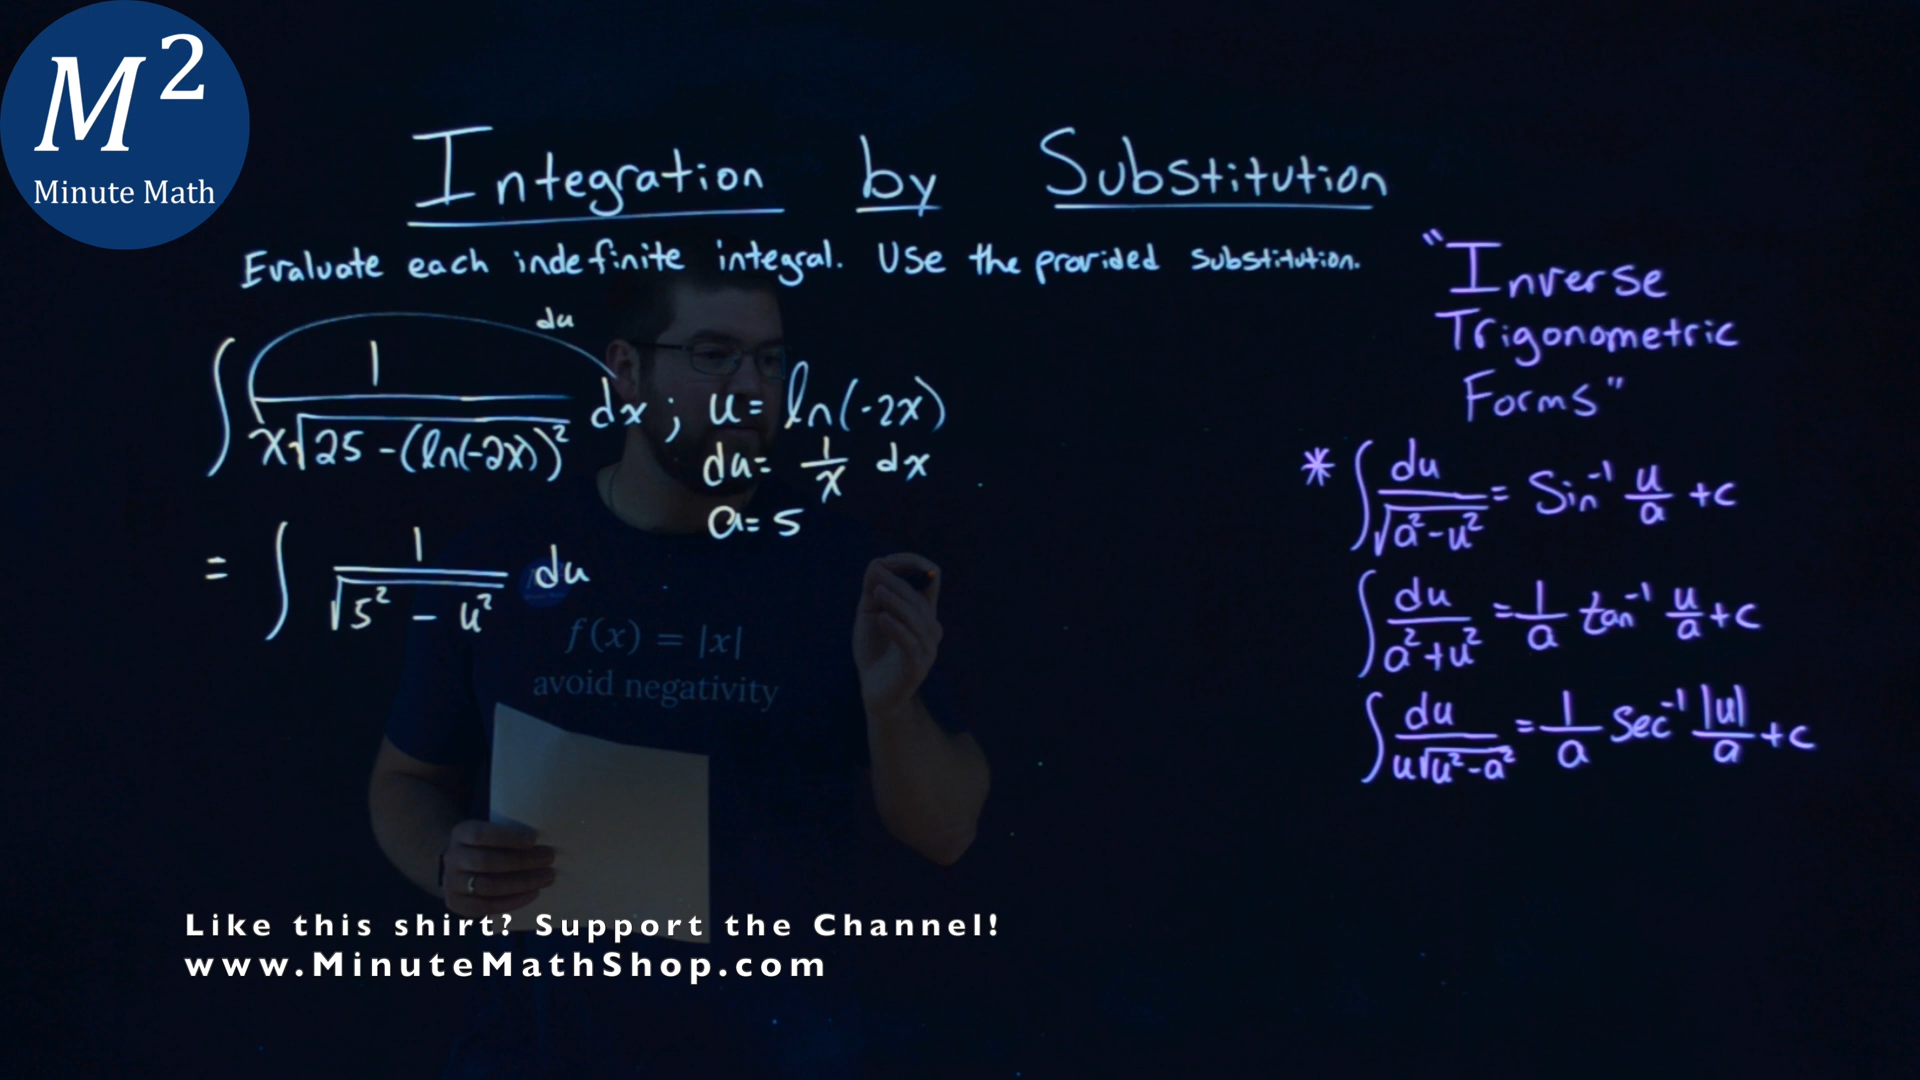 M²
Minute Math
Integration by Substitution
Evaluate each indefinite integral. Use the provided substitution.
du
∫ 1/(x√(25 - (ln(-2x))²)) dx ; u = ln(-2x)
du = 1/x dx
a = 5
= ∫ 1/√(5² - u²) du
f(x) = |x|
avoid negativity
"Inverse
Trigonometric
Forms"
* ∫ du/√(a² - u²) = Sin⁻¹ u/a + c
∫ du/(a² + u²) = 1/a tan⁻¹ u/a + c
∫ du/(u√(u² - a²)) = 1/a Sec⁻¹ |u|/a + c
Like this shirt? Support the Channel!
www.MinuteMathShop.com